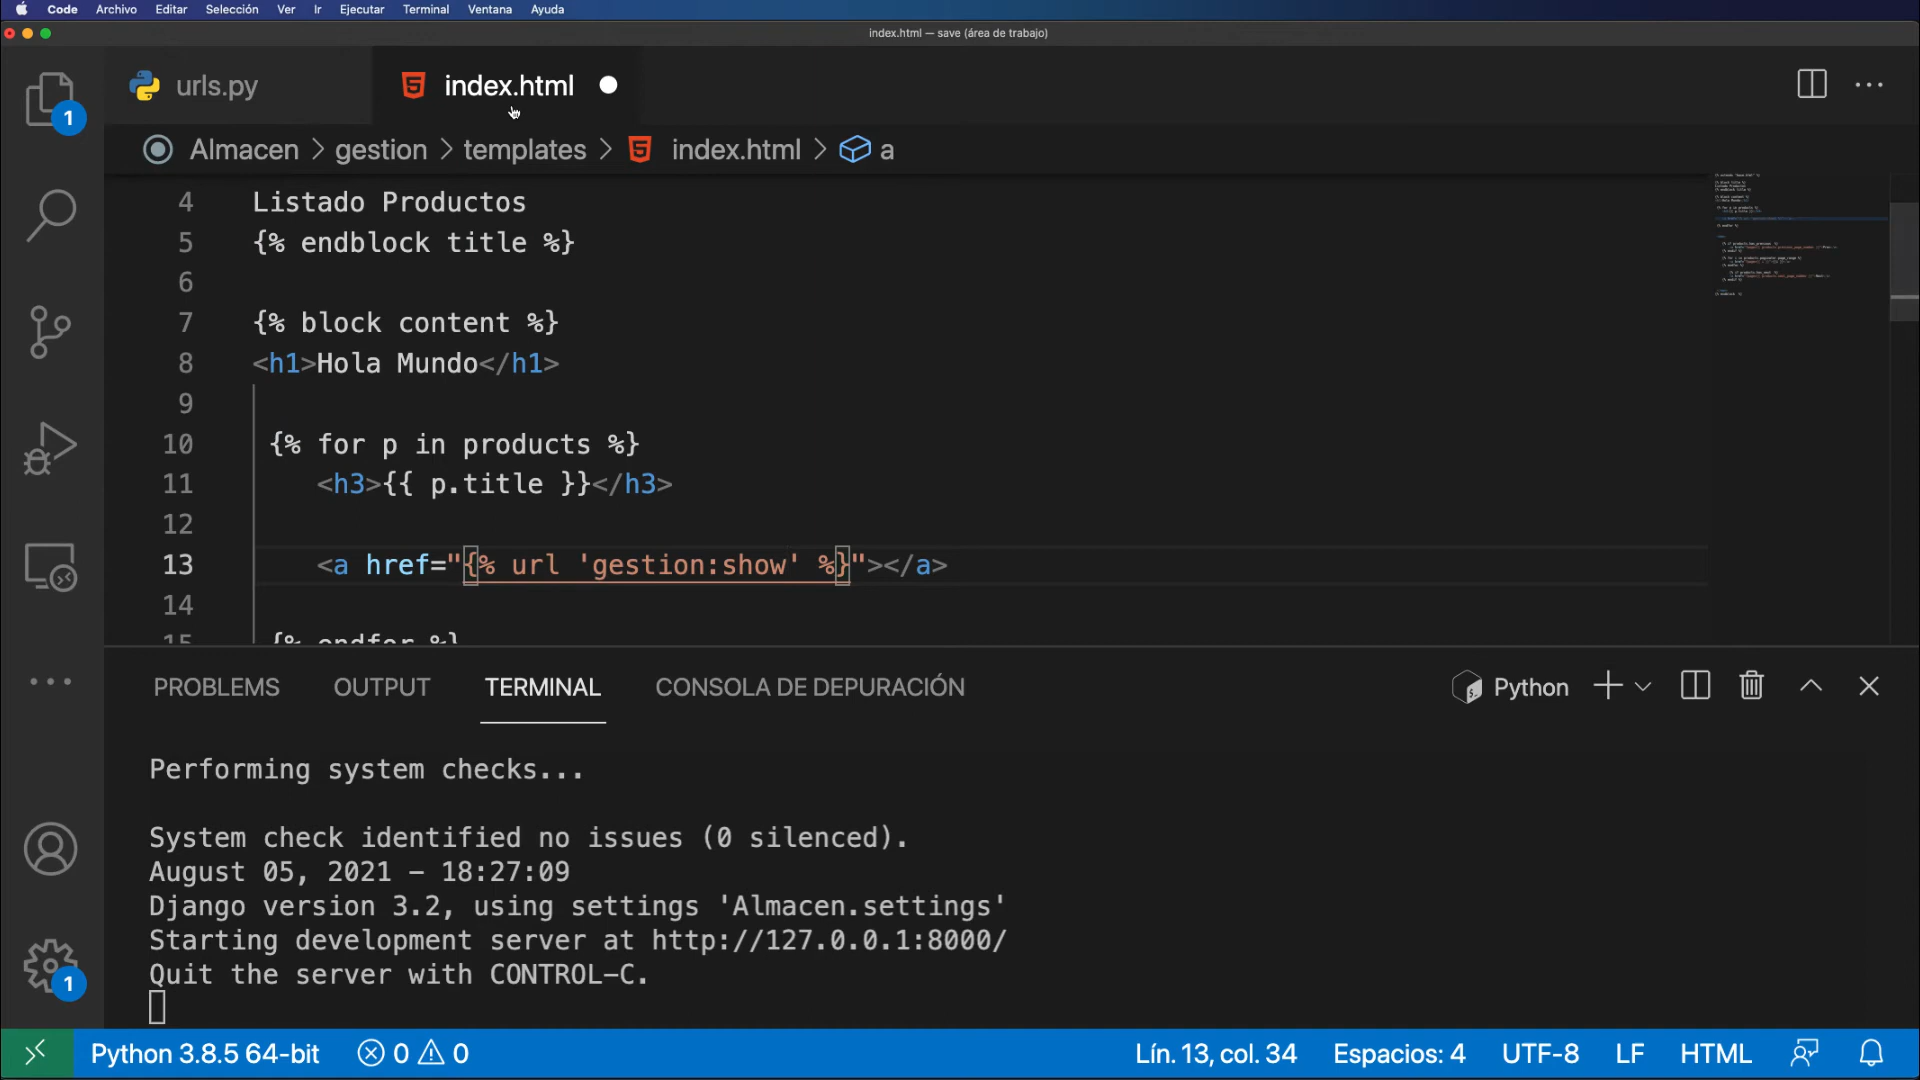 Code Archivo Editar Selección Ver Ir Ejecutar Terminal Ventana Ayuda
index.html — save (área de trabajo)
urls.py index.html
Almacen > gestion > templates > index.html > a
1
4 Listado Productos
5 {% endblock title %}
6
7 {% block content %}
8 <h1>Hola Mundo</h1>
9
10 {% for p in products %}
11 <h3>{{ p.title }}</h3>
12
13 <a href="{% url 'gestion:show' %}"></a>
14
15 {% endfor %}
PROBLEMS OUTPUT TERMINAL CONSOLA DE DEPURACIÓN Python
Performing system checks...
System check identified no issues (0 silenced).
August 05, 2021 - 18:27:09
Django version 3.2, using settings 'Almacen.settings'
Starting development server at http://127.0.0.1:8000/
Quit the server with CONTROL-C.
1
Python 3.8.5 64-bit 0 0 Lín. 13, col. 34 Espacios: 4 UTF-8 LF HTML